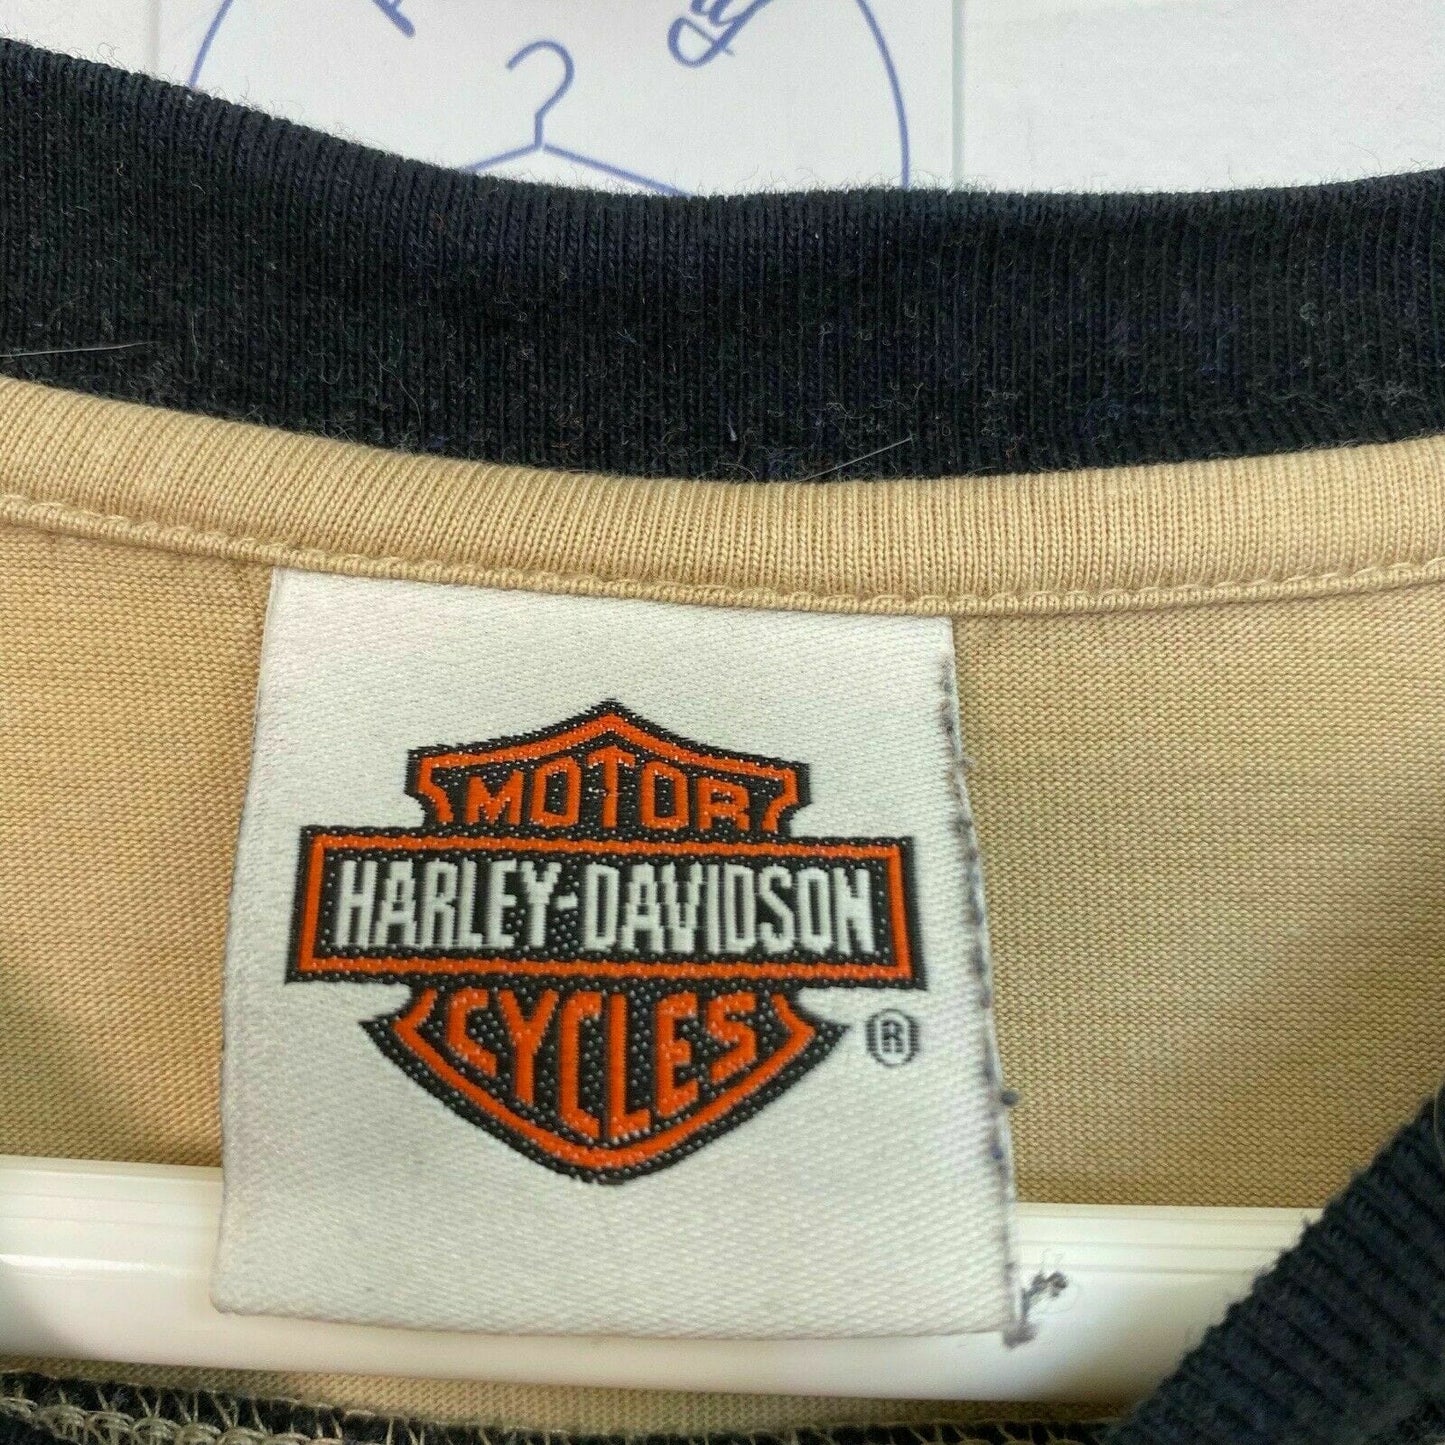 MOTOR
HARLEY-DAVIDSON
CYCLES
®